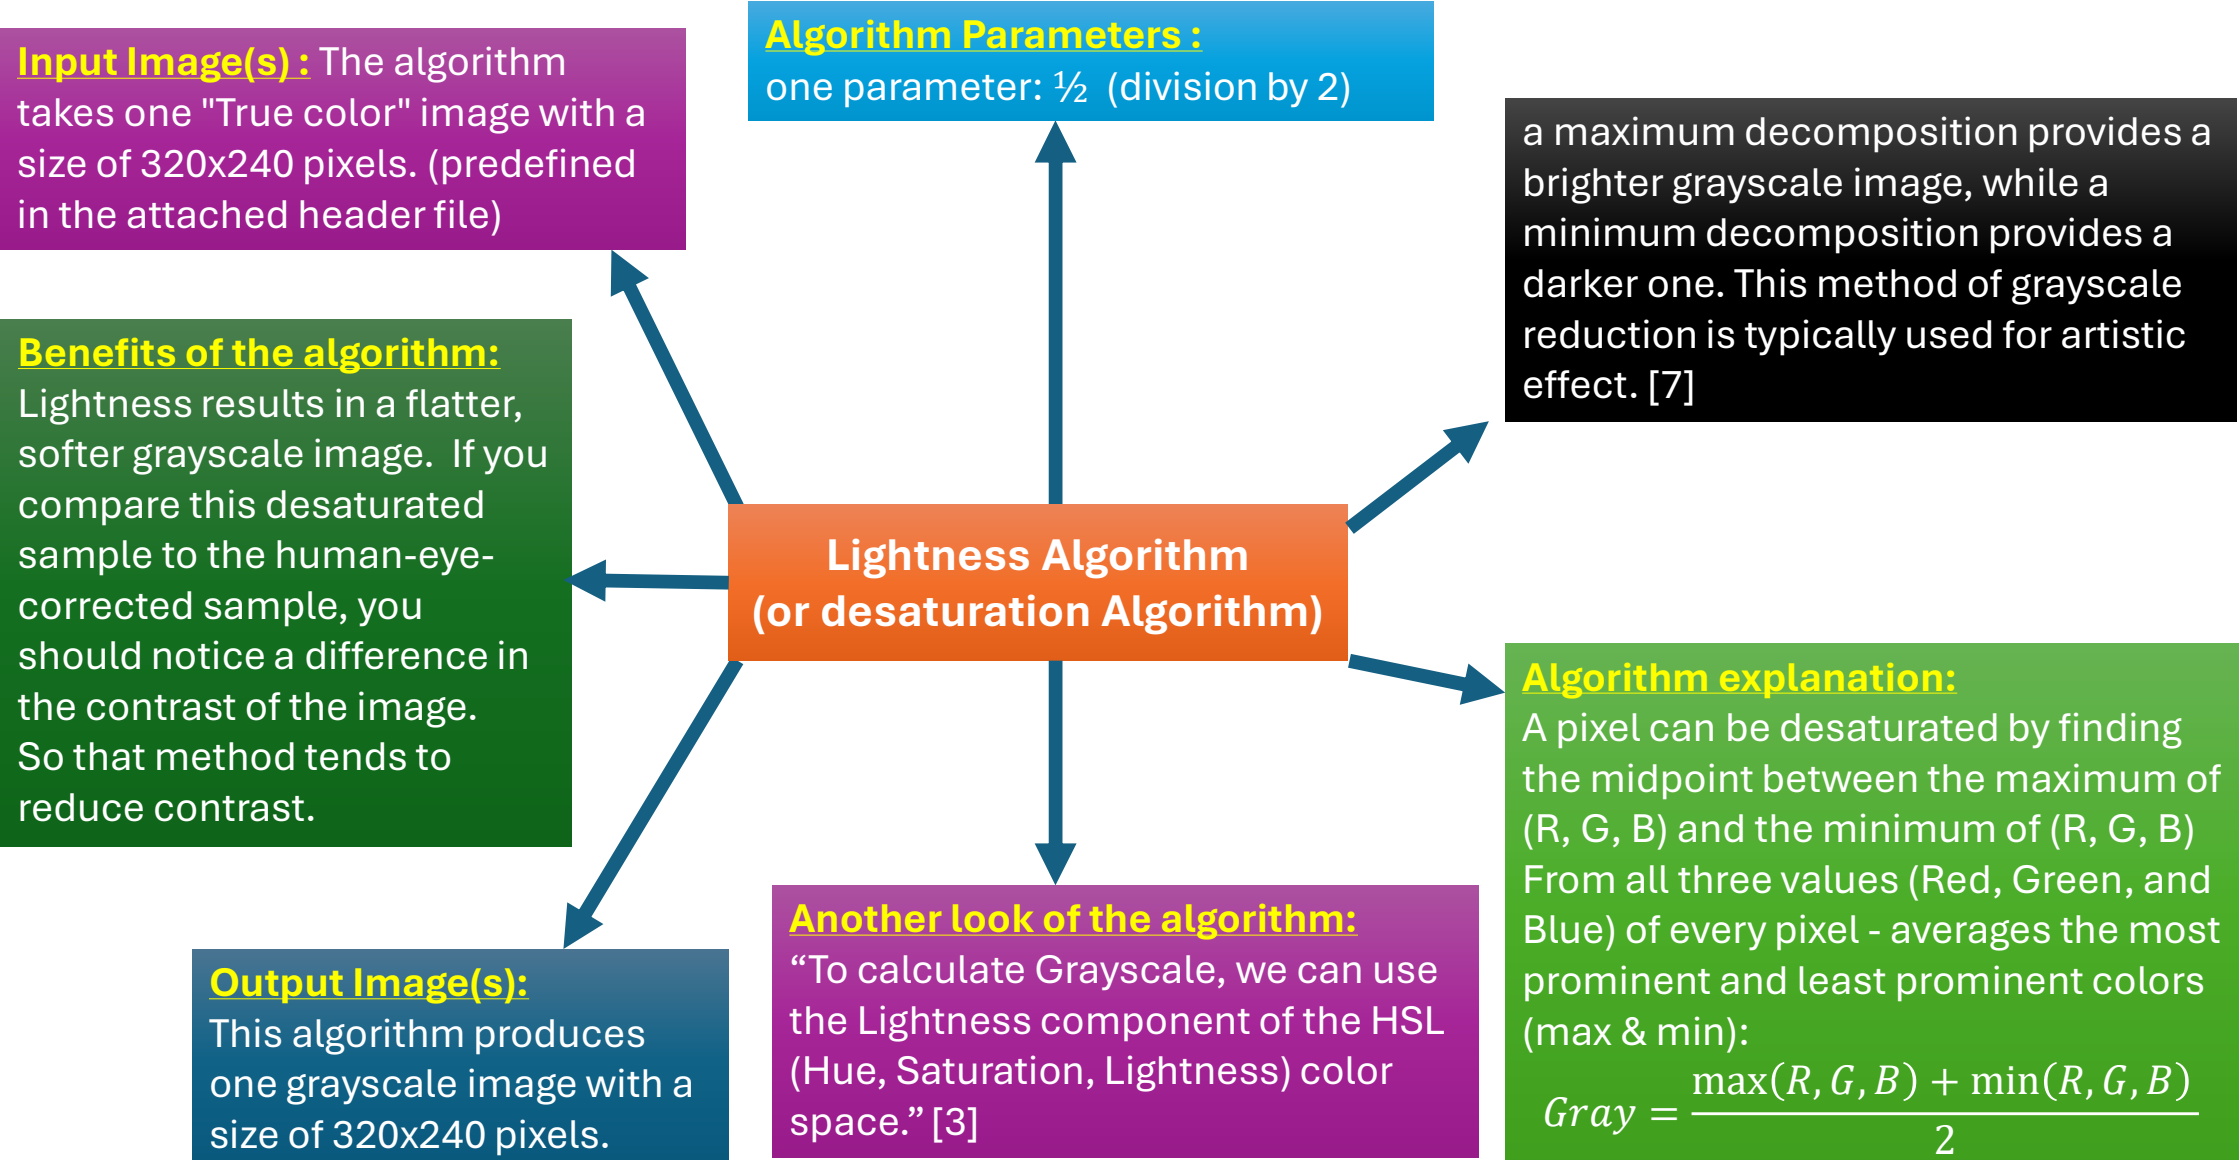 Algorithm Parameters :
one parameter: ½ (division by 2)
Input Image(s) : The algorithm
takes one "True color" image with a
size of 320x240 pixels. (predefined
in the attached header file)
a maximum decomposition provides a
brighter grayscale image, while a
minimum decomposition provides a
darker one. This method of grayscale
reduction is typically used for artistic
effect. [7]
Benefits of the algorithm:
Lightness results in a flatter,
softer grayscale image. If you
compare this desaturated
sample to the human-eye-
corrected sample, you
should notice a difference in
the contrast of the image.
So that method tends to
reduce contrast.
Lightness Algorithm
(or desaturation Algorithm)
Algorithm explanation:
A pixel can be desaturated by finding
the midpoint between the maximum of
(R, G, B) and the minimum of (R, G, B)
From all three values (Red, Green, and
Blue) of every pixel - averages the most
prominent and least prominent colors
(max & min):
Gray = (max(R, G, B) + min(R, G, B)) / 2
Output Image(s):
This algorithm produces
one grayscale image with a
size of 320x240 pixels.
Another look of the algorithm:
“To calculate Grayscale, we can use
the Lightness component of the HSL
(Hue, Saturation, Lightness) color
space.” [3]